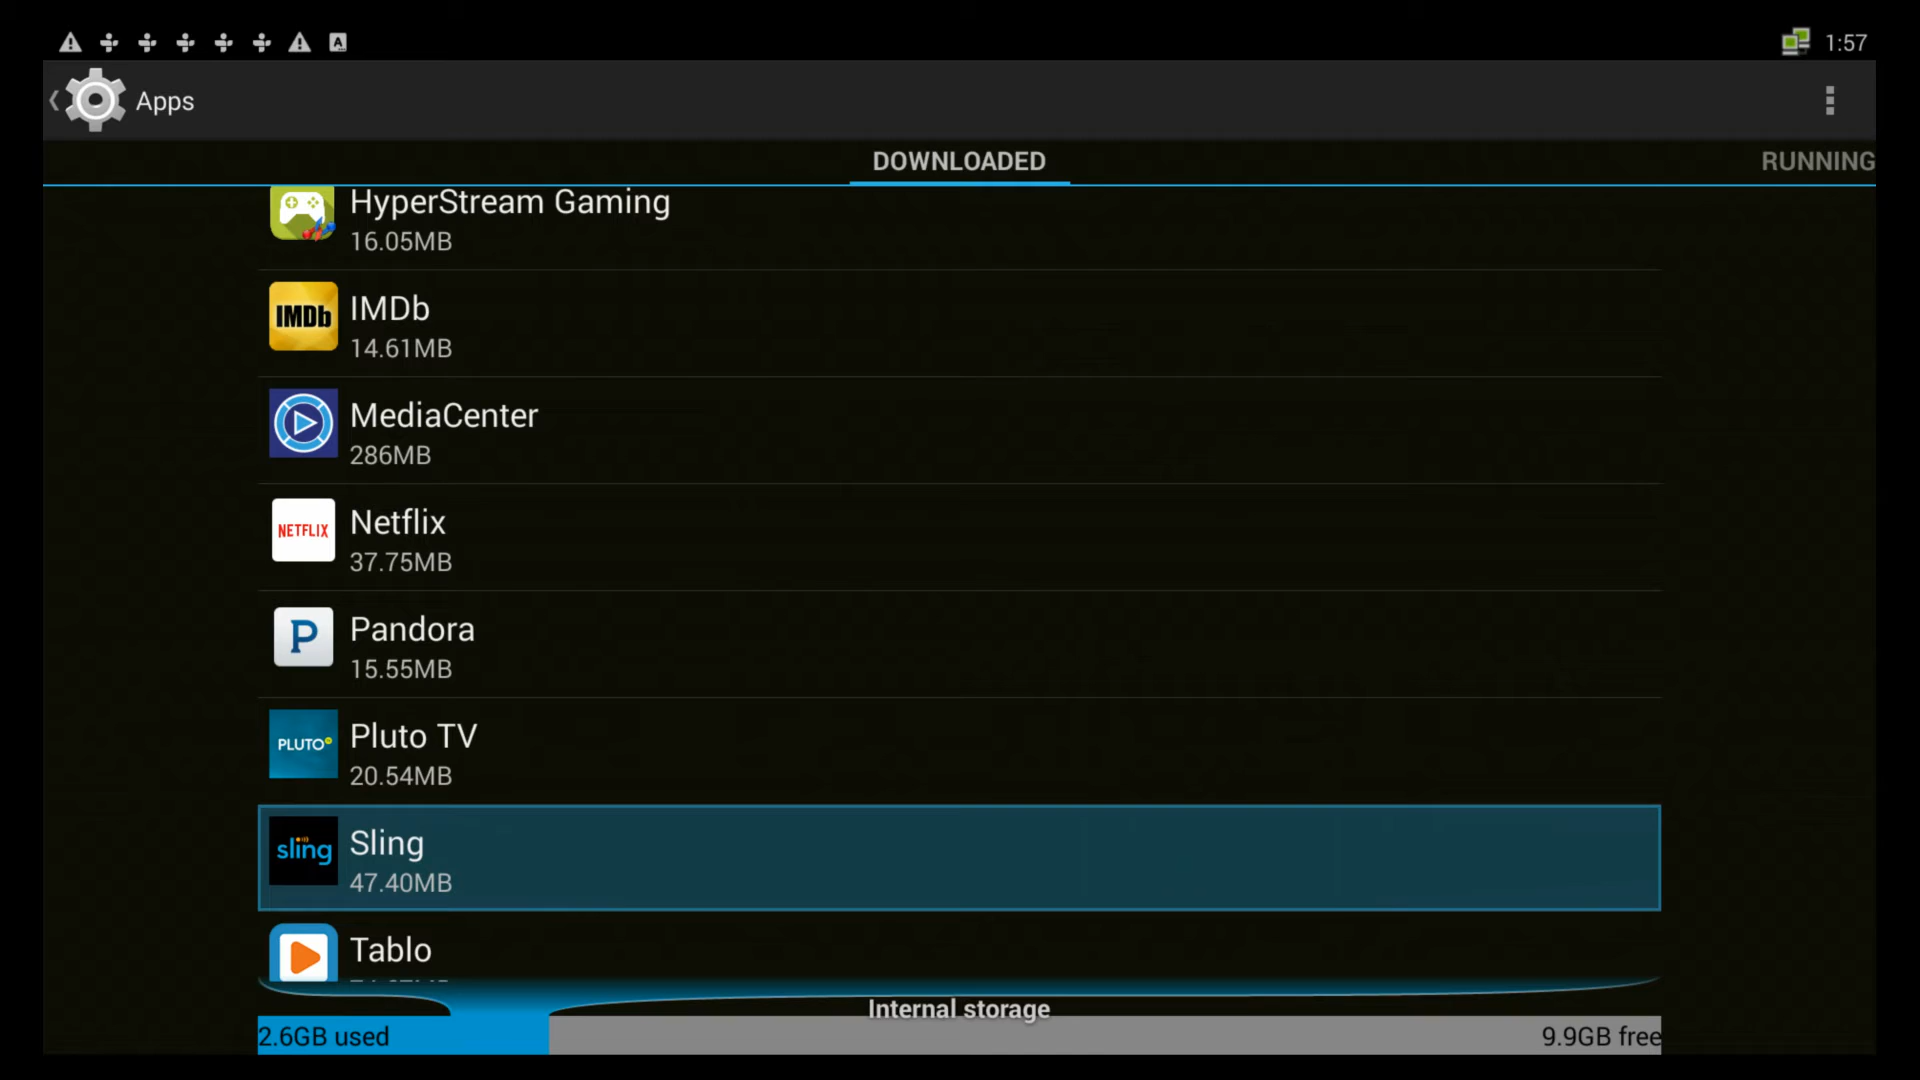 A
1:57
Apps
DOWNLOADED
RUNNING
HyperStream Gaming
16.05MB
IMDb
IMDb
14.61MB
MediaCenter
286MB
NETFLIX
Netflix
37.75MB
P
Pandora
15.55MB
PLUTO
Pluto TV
20.54MB
sling
Sling
47.40MB
Tablo
Internal storage
2.6GB used
9.9GB free